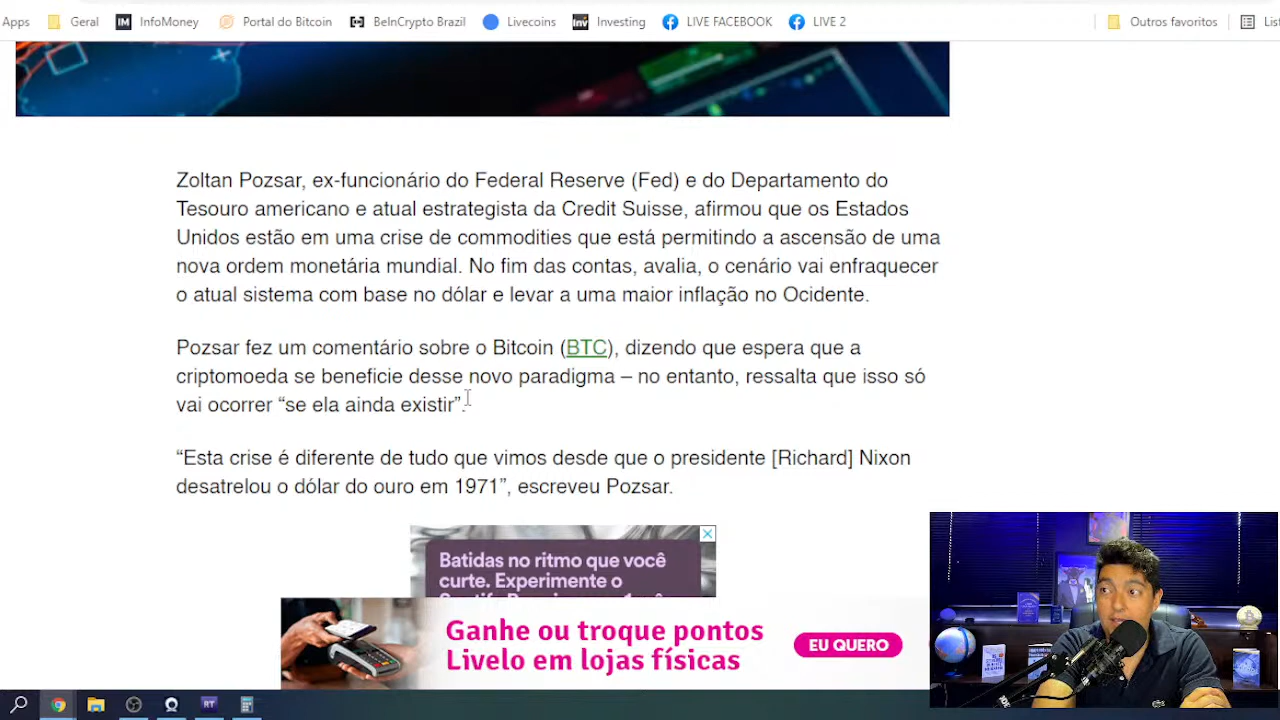 Apps Geral IM InfoMoney Portal do Bitcoin BeInCrypto Brazil Livecoins Inv Investing LIVE FACEBOOK LIVE 2 Outros favoritos
Zoltan Pozsar, ex-funcionário do Federal Reserve (Fed) e do Departamento do
Tesouro americano e atual estrategista da Credit Suisse, afirmou que os Estados
Unidos estão em uma crise de commodities que está permitindo a ascensão de uma
nova ordem monetária mundial. No fim das contas, avalia, o cenário vai enfraquecer
o atual sistema com base no dólar e levar a uma maior inflação no Ocidente.
Pozsar fez um comentário sobre o Bitcoin (BTC), dizendo que espera que a
criptomoeda se beneficie desse novo paradigma – no entanto, ressalta que isso só
vai ocorrer “se ela ainda existir”.
“Esta crise é diferente de tudo que vimos desde que o presidente [Richard] Nixon
desatrelou o dólar do ouro em 1971”, escreveu Pozsar.
Batidas no ritmo que você
curte. Experimente o
Ganhe ou troque pontos
Livelo em lojas físicas
EU QUERO
RT